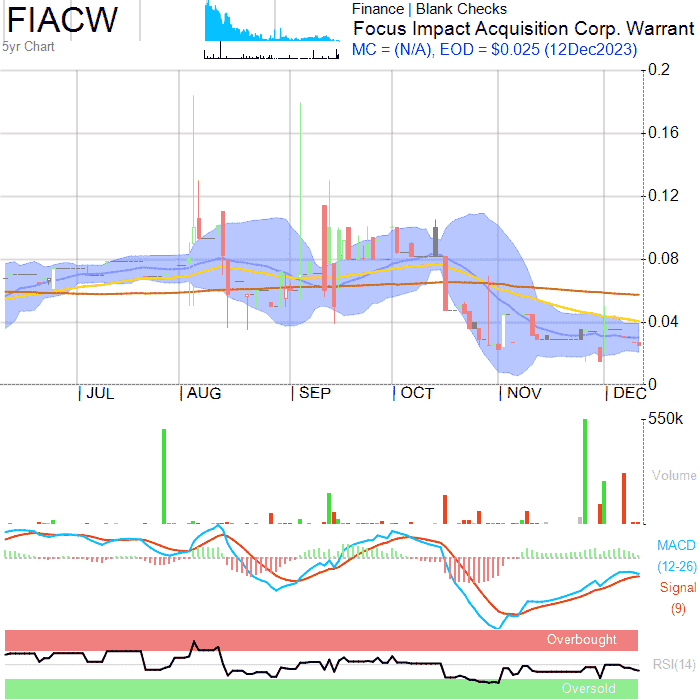 FIACW
5yr Chart
Finance | Blank Checks
Focus Impact Acquisition Corp. Warrant
MC = (N/A), EOD = $0.025 (12Dec2023)
0.2
0.16
0.12
0.08
0.04
0
| JUL | AUG | SEP | OCT | NOV | DEC
550k
Volume
MACD
(12-26)
Signal
(9)
Overbought
RSI(14)
Oversold